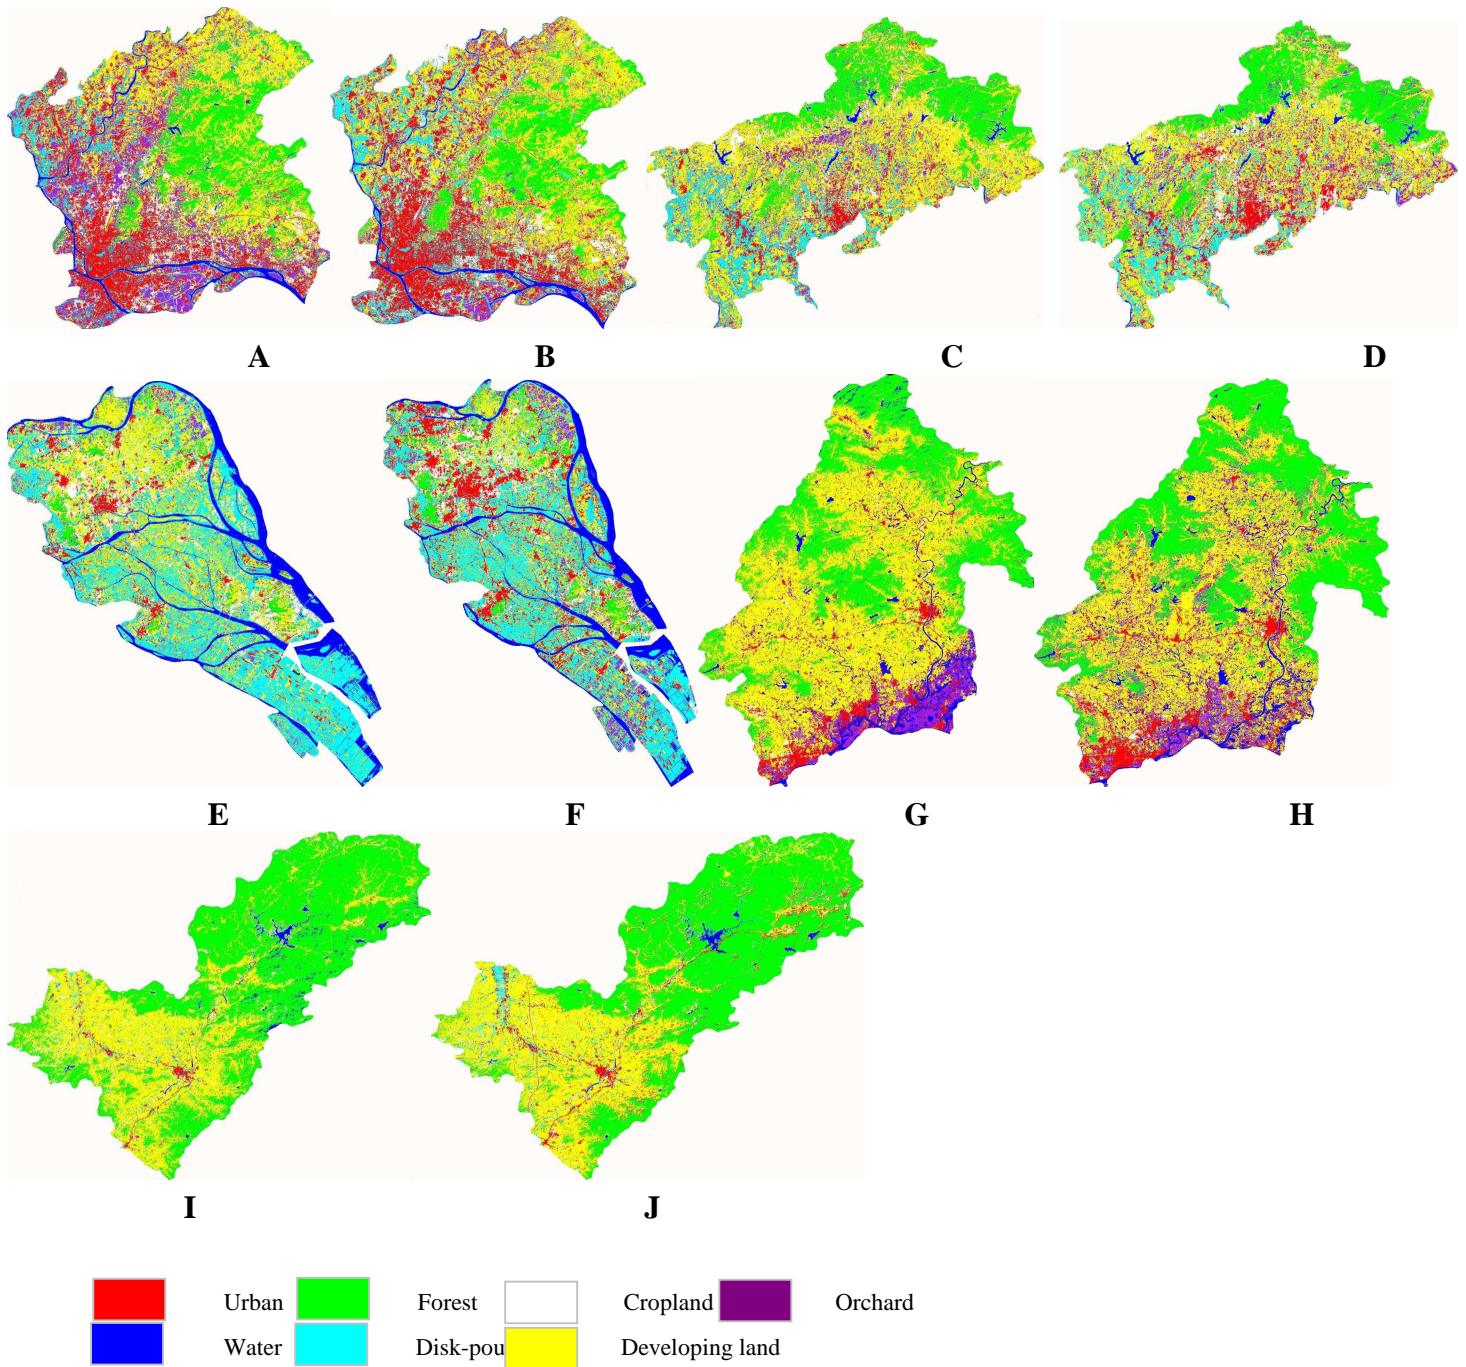 A B C D
E F G H
I J
Urban Forest Cropland Orchard
Water Disk-pou Developing land